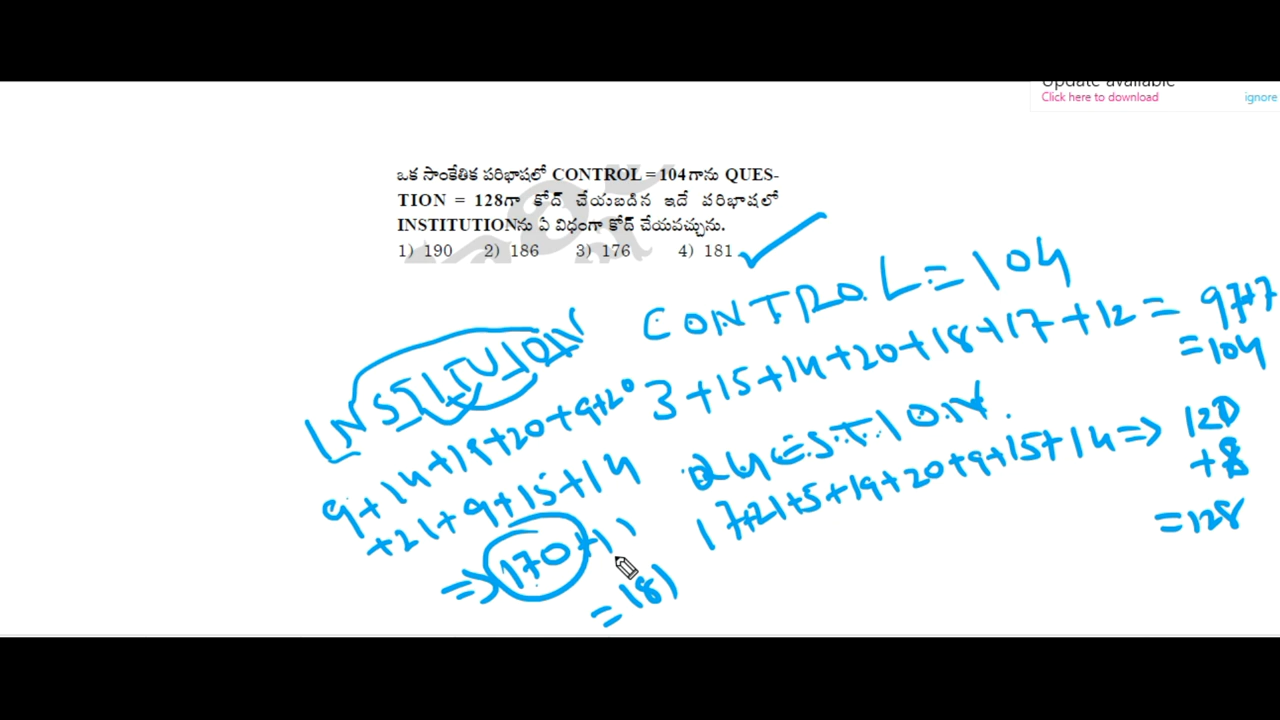 Update available
Click here to download ignore
ఒక సాంకేతిక పరిభాషలో CONTROL = 104గాను QUES-
TION = 128గా కోడ్ చేయబడిన ఇదే పరిభాషలో
INSTITUTIONను ఏ విధంగా కోడ్ చేయవచ్చును.
1) 190 2) 186 3) 176 4) 181
CONTROL = 104
3+15+14+20+18+17+12 = 97+7
= 104
INSTITUTION
9+14+19+20+9+20
+21+9+15+14
=> 170+11
= 181
QUESTION
17+21+5+19+20+9+15+14 => 120
+8
= 128